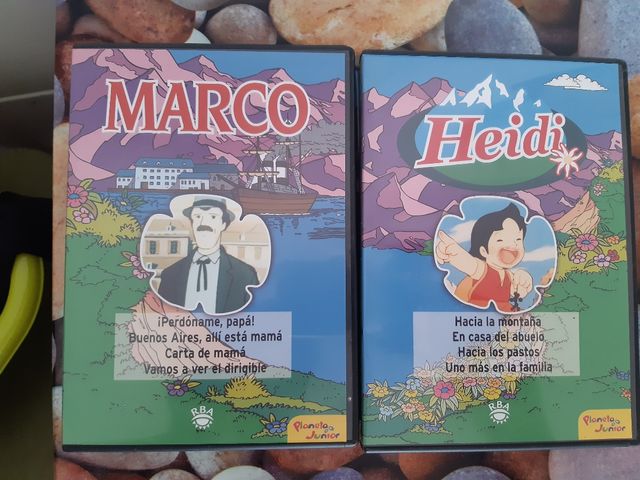 MARCO
¡Perdóname, papá!
Buenos Aires, allí está mamá
Carta de mamá
Vamos a ver el dirigible
RBA
Planeta Junior
Heidi
Hacia la montaña
En casa del abuelo
Hacia los pastos
Uno más en la familia
RBA
Planeta Junior